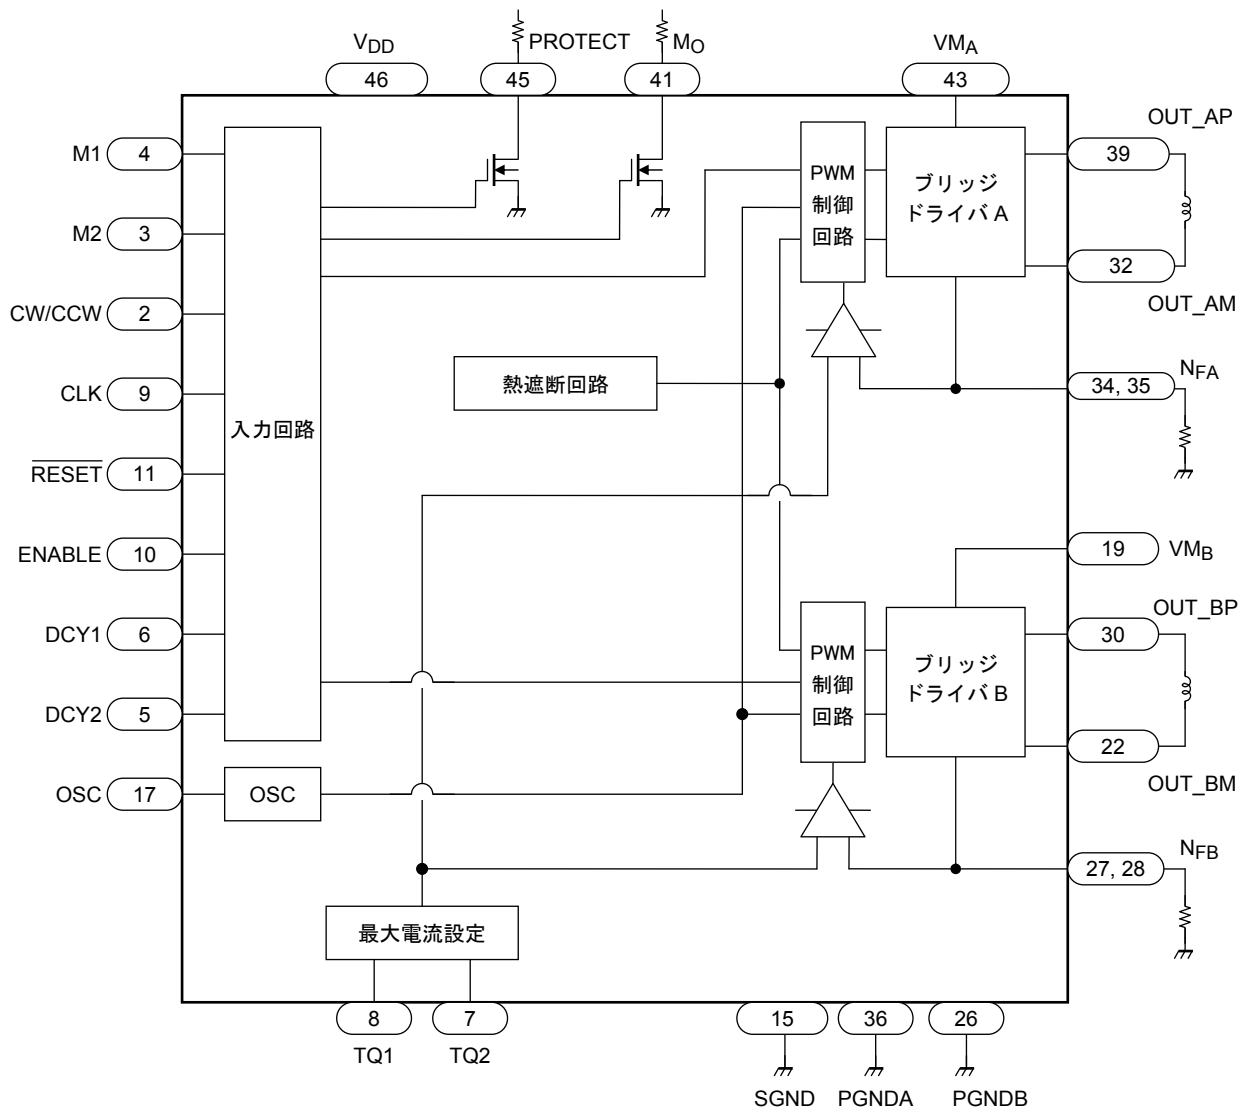 VDD
PROTECT
MO
VMA
46
45
41
43
OUT_AP
M1
4
39
PWM
制御
回路
ブリッジ
ドライバ A
M2
3
32
OUT_AM
CW/CCW
2
熱遮断回路
NFA
34, 35
CLK
9
入力回路
RESET
11
ENABLE
10
19
VMB
OUT_BP
DCY1
6
30
PWM
制御
回路
ブリッジ
ドライバ B
DCY2
5
22
OUT_BM
OSC
17
OSC
NFB
27, 28
最大電流設定
8
7
15
36
26
TQ1
TQ2
SGND
PGNDA
PGNDB